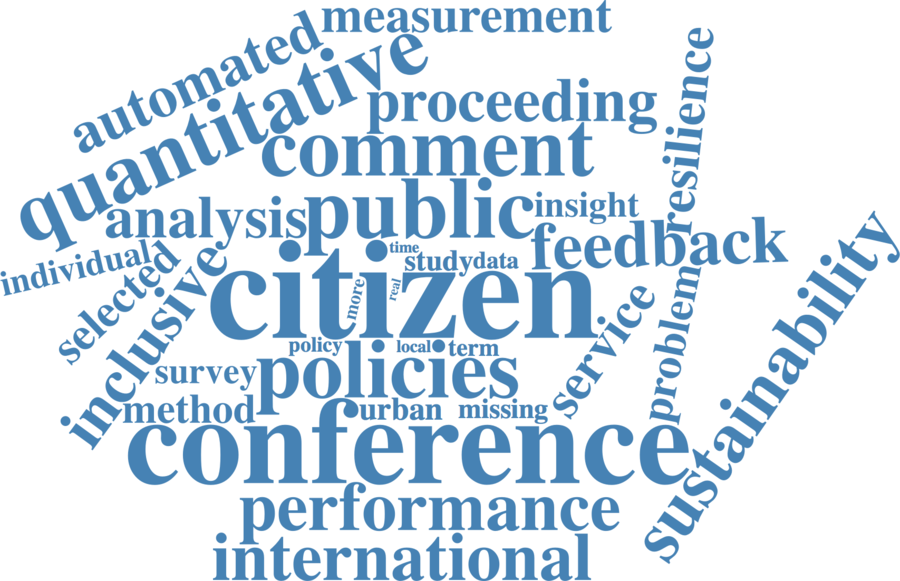 measurement
automated
quantitative
proceeding
comment
resilience
analysis
public
insight
feedback
individual
selected
inclusive
time
study
data
citizen
more
real
sustainability
service
problem
policy
local
term
survey
policies
method
urban
missing
conference
performance
international